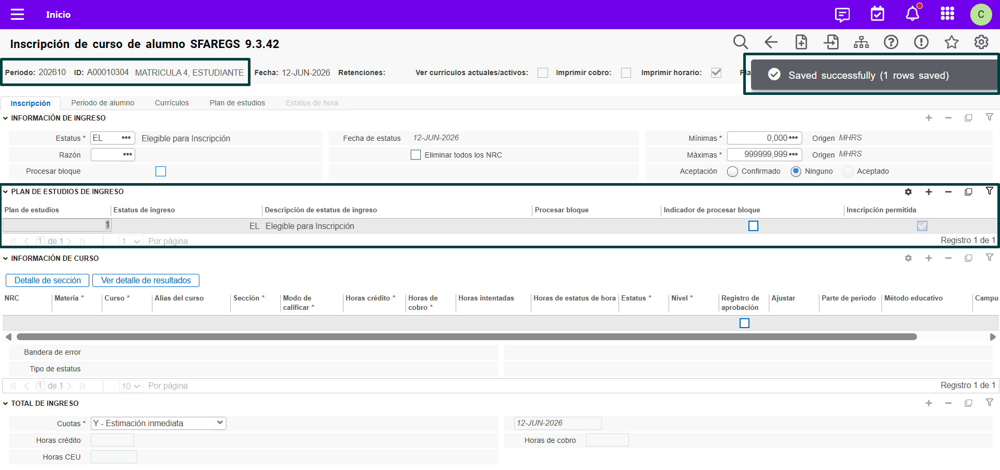 Inicio
C
Inscripción de curso de alumno SFAREGS 9.3.42
Periodo: 202610 ID: A00010304 MATRICULA 4, ESTUDIANTE Fecha: 12-JUN-2026 Retenciones: Ver currículos actuales/activos: Imprimir cobro: Imprimir horario:
Saved successfully (1 rows saved)
Inscripción Periodo de alumno Currículos Plan de estudios Estatus de hora
INFORMACIÓN DE INGRESO
Estatus * EL ••• Elegible para Inscripción Fecha de estatus 12-JUN-2026 Mínimas * 0,000 ••• Origen MHRS
Razón ••• Eliminar todos los NRC Máximas * 999999,999 ••• Origen MHRS
Procesar bloque Aceptación Confirmado Ninguno Aceptado
PLAN DE ESTUDIOS DE INGRESO
Plan de estudios Estatus de ingreso Descripción de estatus de ingreso Procesar bloque Indicador de procesar bloque Inscripción permitida
1 EL Elegible para Inscripción
1 de 1 1 Por página Registro 1 de 1
INFORMACIÓN DE CURSO
Detalle de sección Ver detalle de resultados
NRC Materia * Curso * Alias del curso Sección * Modo de calificar * Horas crédito * Horas de cobro * Horas intentadas Horas de estatus de hora Estatus * Nivel * Registro de aprobación Ajustar Parte de periodo Método educativo Campu
Bandera de error
Tipo de estatus
1 de 1 10 Por página Registro 1 de 1
TOTAL DE INGRESO
Cuotas * Y - Estimación inmediata 12-JUN-2026
Horas crédito Horas de cobro
Horas CEU